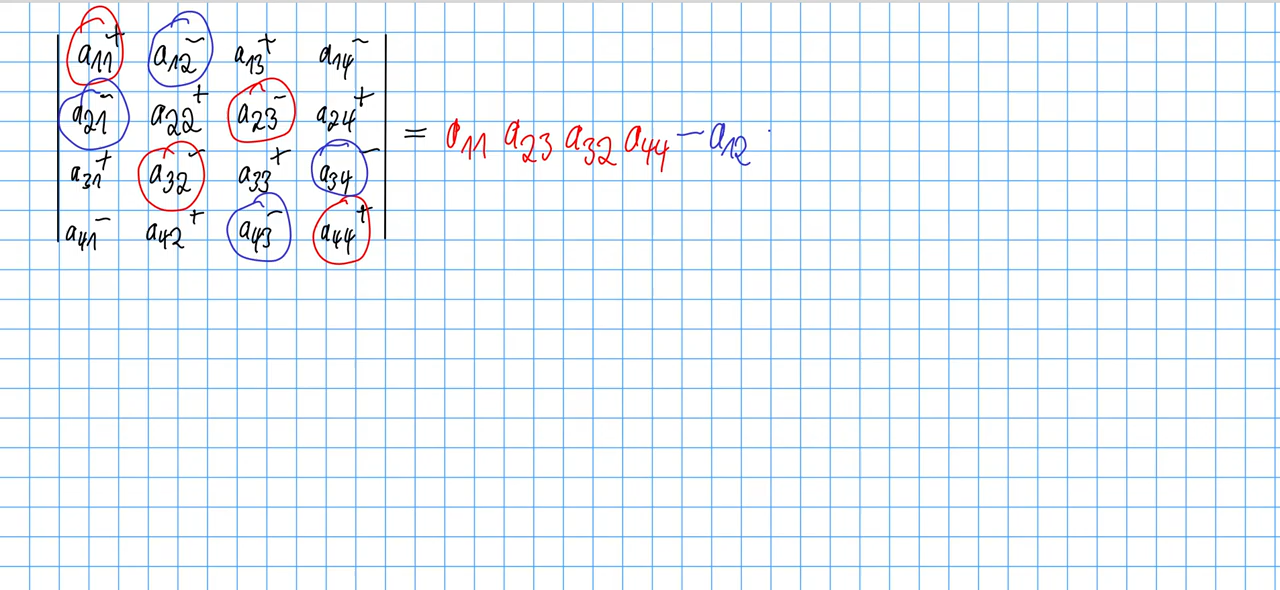 a11+ a12− a13+ a14−
a21− a22+ a23− a24+ = a11 a23 a32 a44 − a12 ·
a31+ a32− a33+ a34−
a41− a42+ a43− a44+